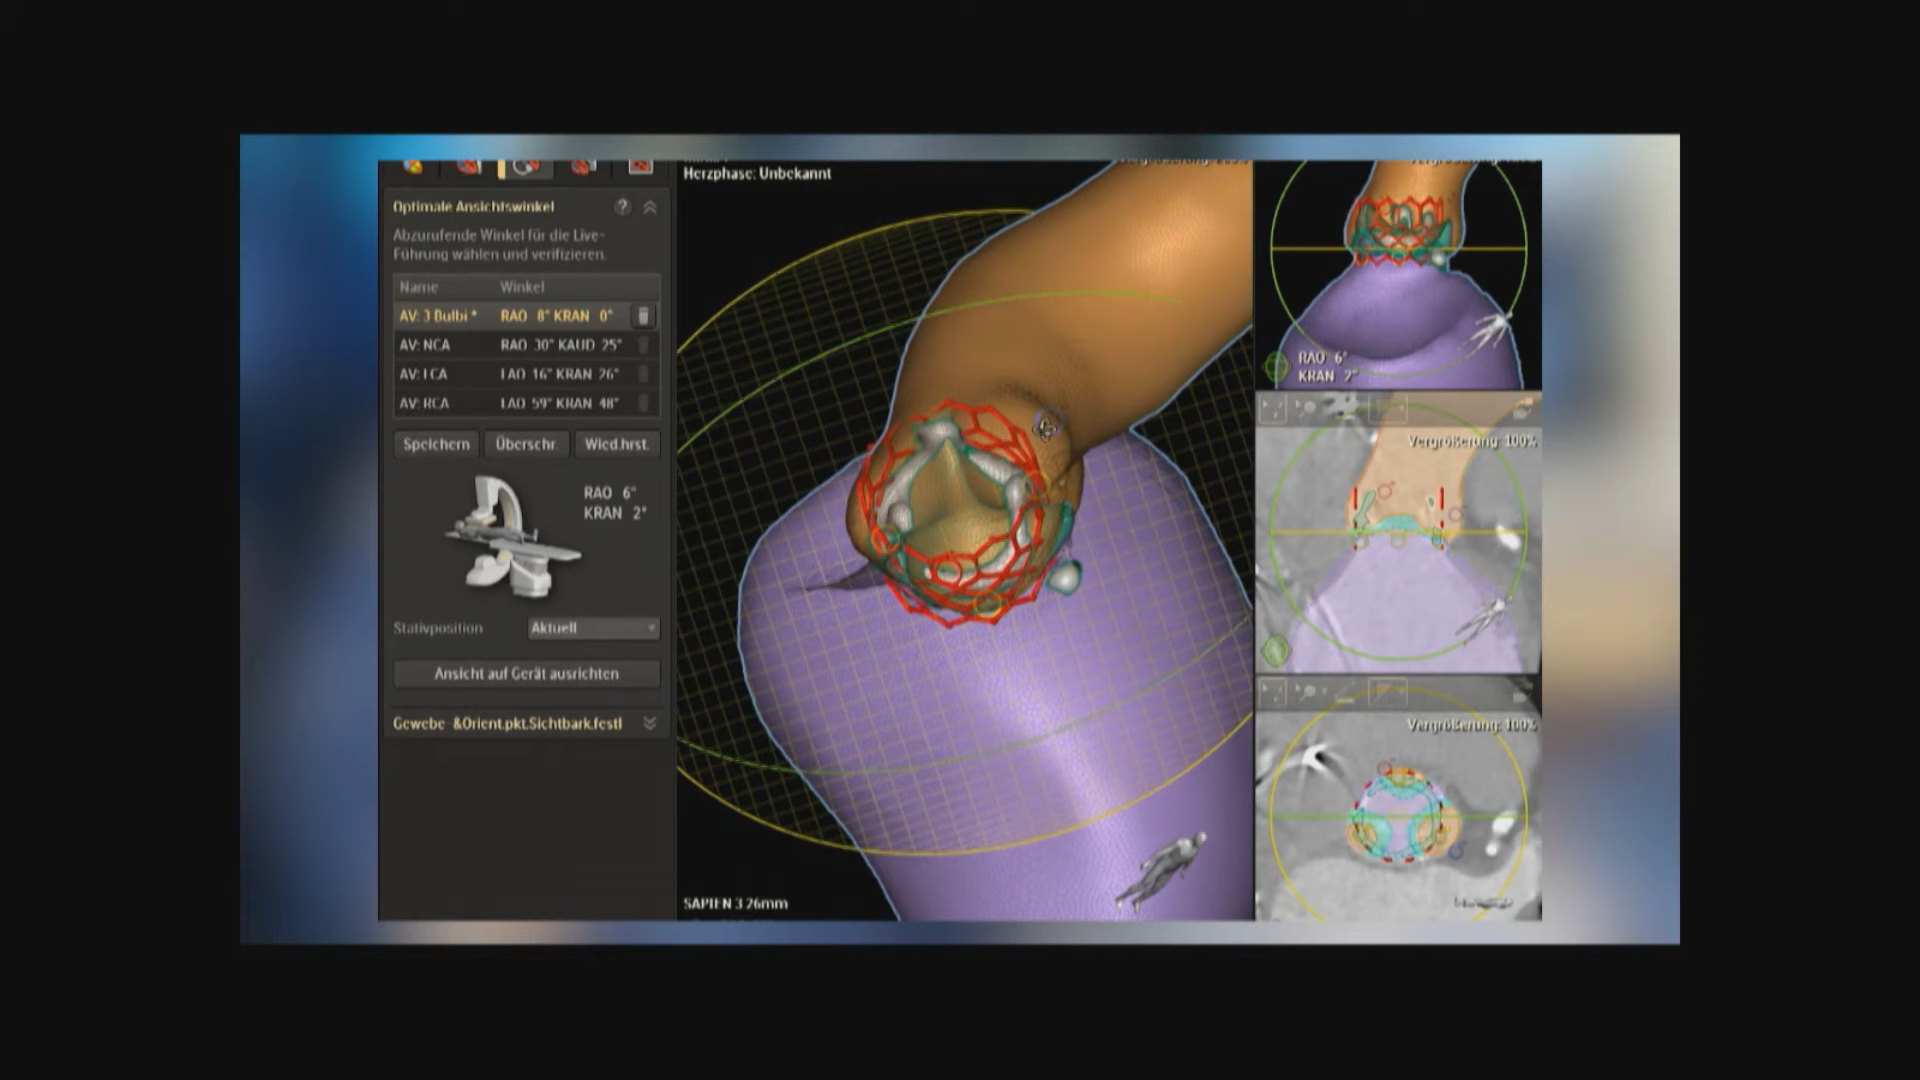 Optimale Ansichtswinkel ?
Abzurufende Winkel für die Live-
Führung wählen und verifizieren.
Name Winkel
AV: 3 Bulbi * RAO 8° KRAN 0°
AV: NCA RAO 30° KAUD 25°
AV: LCA LAO 16° KRAN 26°
AV: RCA LAO 59° KRAN 48°
Speichern Überschr. Wied.hrst.
RAO 6°
KRAN 2°
Stativposition Aktuell
Ansicht auf Gerät ausrichten
Gewebe &Orient.pkt.Sichtbark.festl
Herzphase: Unbekannt
SAPIEN 3 26mm
RAO 6°
KRAN 2°
Vergrößerung: 100%
Vergrößerung: 100%